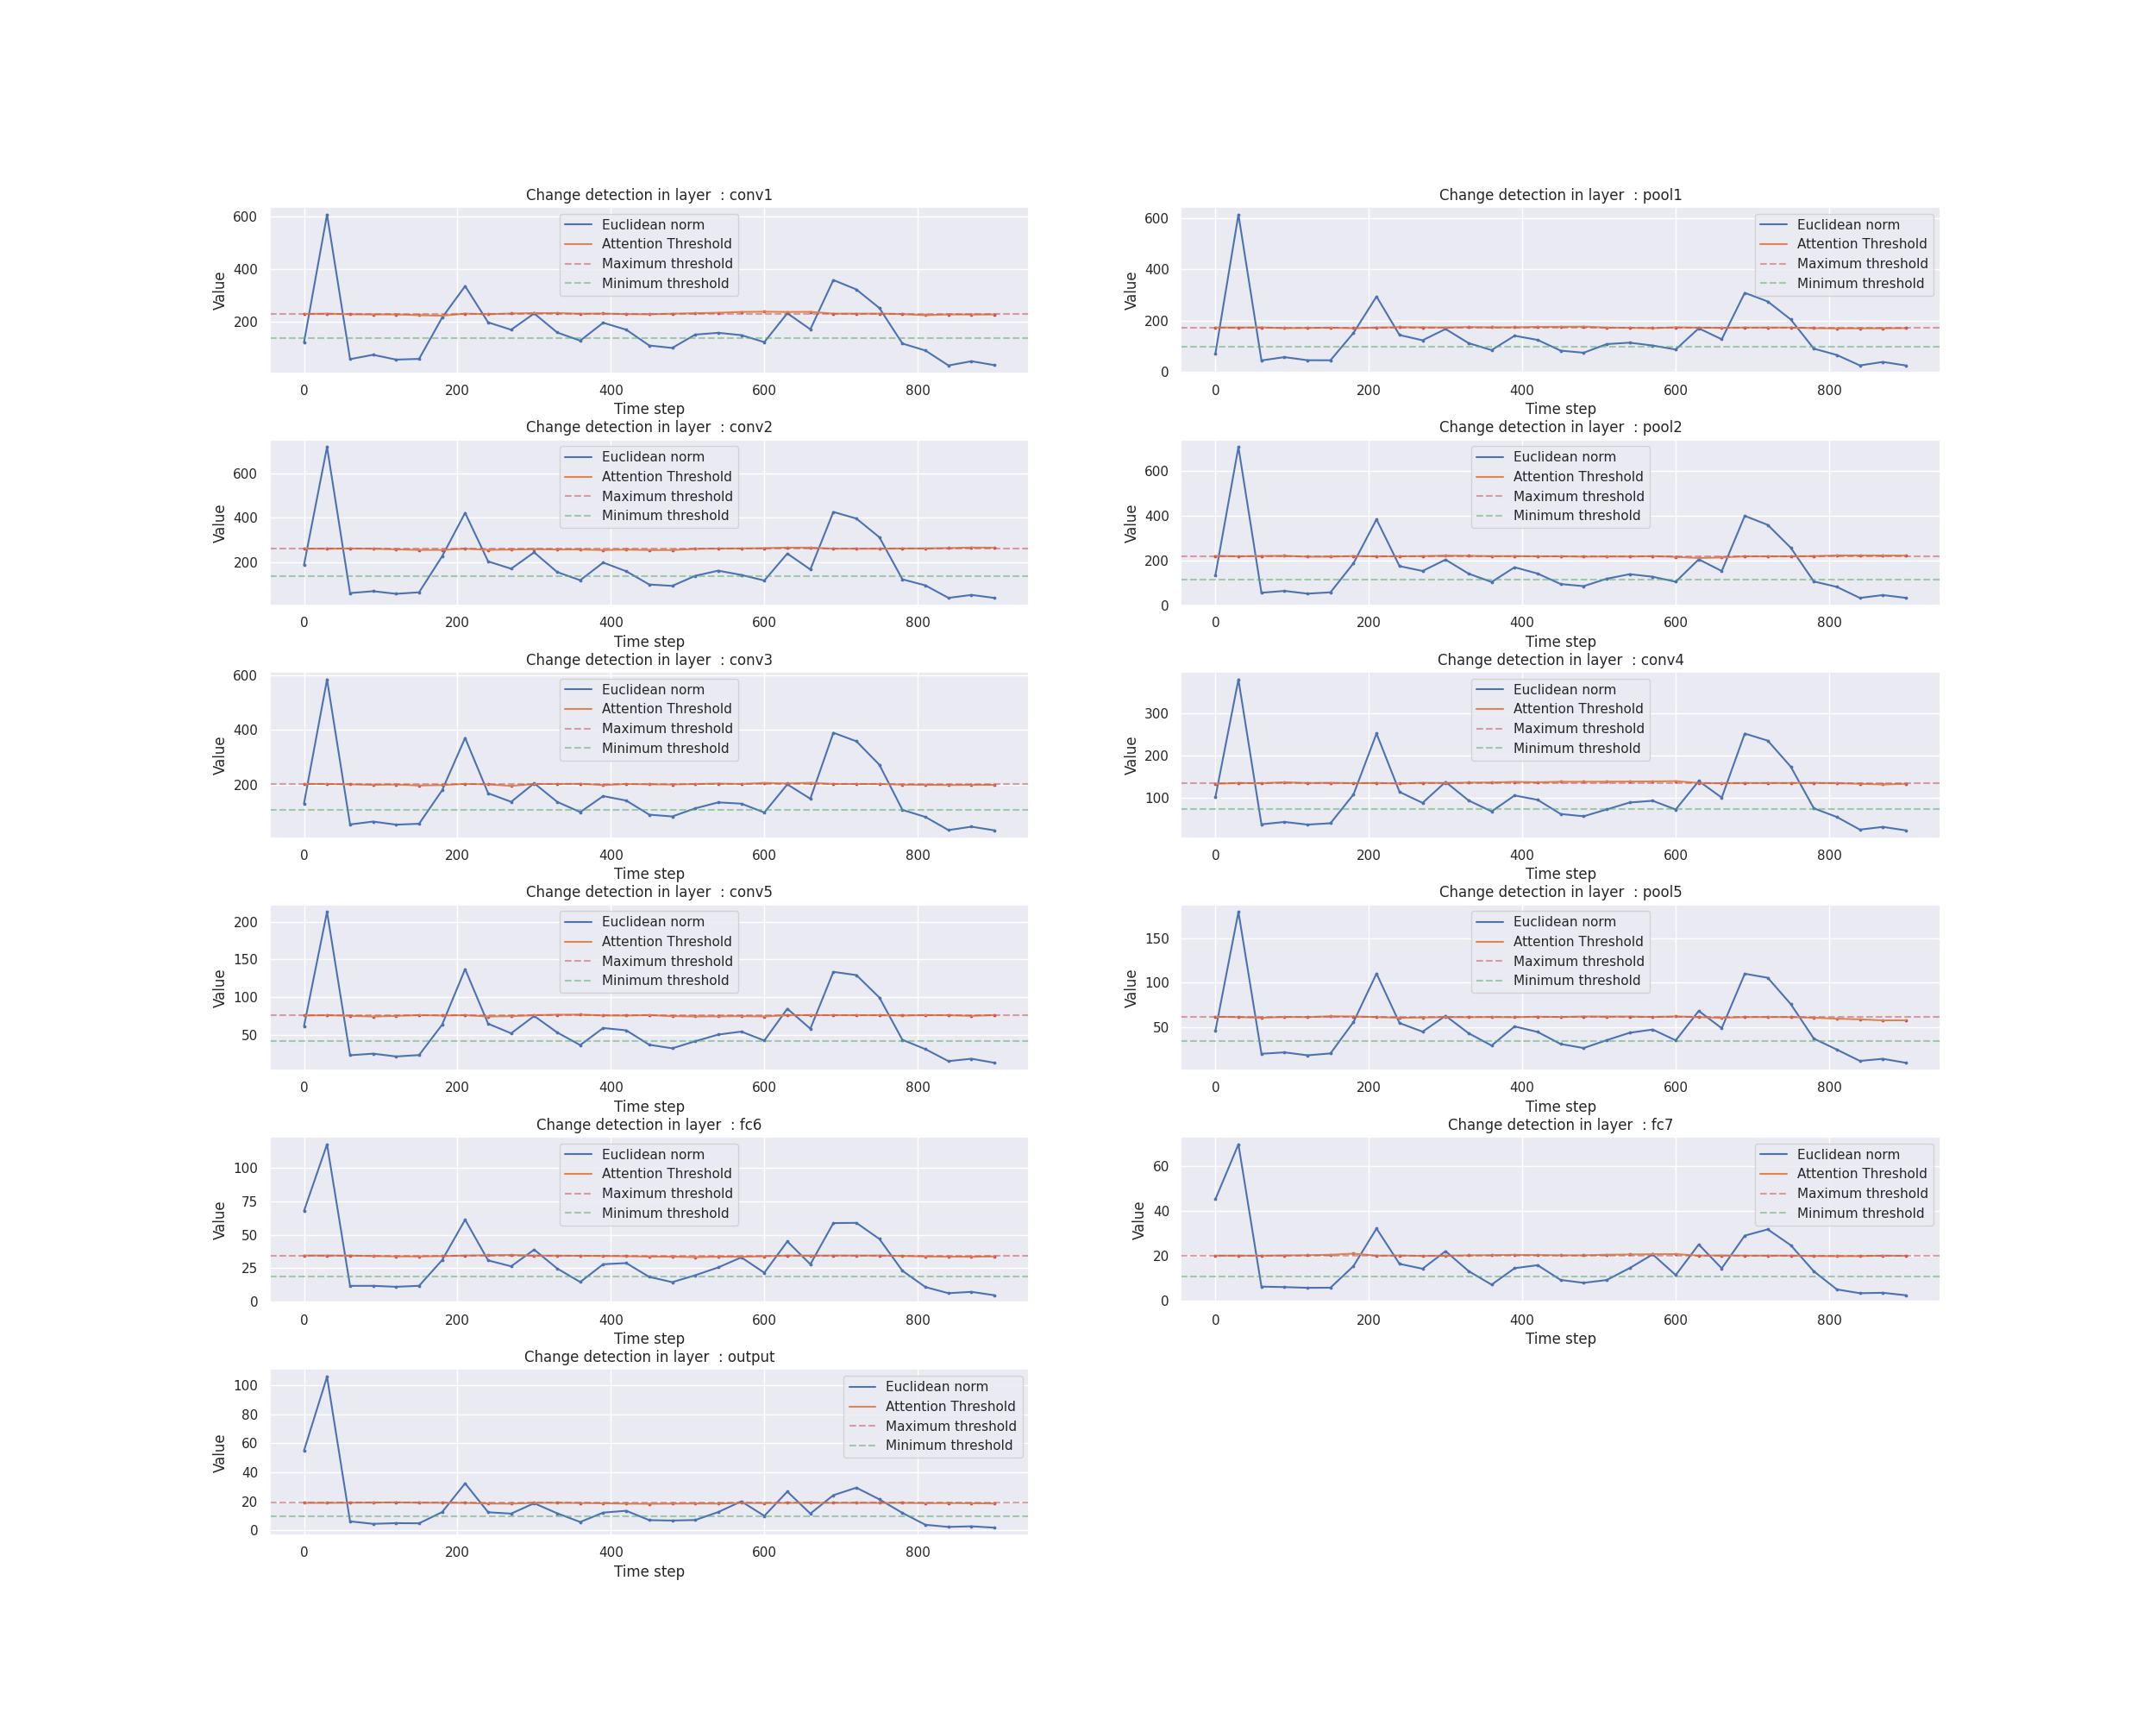 Change detection in layer  : conv1
600
400
200
Value
Euclidean norm
Attention Threshold
Maximum threshold
Minimum threshold
0 200 400 600 800
Time step
Change detection in layer  : pool1
600
400
200
0
Value
Euclidean norm
Attention Threshold
Maximum threshold
Minimum threshold
0 200 400 600 800
Time step
Change detection in layer  : conv2
600
400
200
Value
Euclidean norm
Attention Threshold
Maximum threshold
Minimum threshold
0 200 400 600 800
Time step
Change detection in layer  : pool2
600
400
200
0
Value
Euclidean norm
Attention Threshold
Maximum threshold
Minimum threshold
0 200 400 600 800
Time step
Change detection in layer  : conv3
600
400
200
Value
Euclidean norm
Attention Threshold
Maximum threshold
Minimum threshold
0 200 400 600 800
Time step
Change detection in layer  : conv4
300
200
100
Value
Euclidean norm
Attention Threshold
Maximum threshold
Minimum threshold
0 200 400 600 800
Time step
Change detection in layer  : conv5
200
150
100
50
Value
Euclidean norm
Attention Threshold
Maximum threshold
Minimum threshold
0 200 400 600 800
Time step
Change detection in layer  : pool5
150
100
50
Value
Euclidean norm
Attention Threshold
Maximum threshold
Minimum threshold
0 200 400 600 800
Time step
Change detection in layer  : fc6
100
75
50
25
0
Value
Euclidean norm
Attention Threshold
Maximum threshold
Minimum threshold
0 200 400 600 800
Time step
Change detection in layer  : fc7
60
40
20
0
Value
Euclidean norm
Attention Threshold
Maximum threshold
Minimum threshold
0 200 400 600 800
Time step
Change detection in layer  : output
100
80
60
40
20
0
Value
Euclidean norm
Attention Threshold
Maximum threshold
Minimum threshold
0 200 400 600 800
Time step